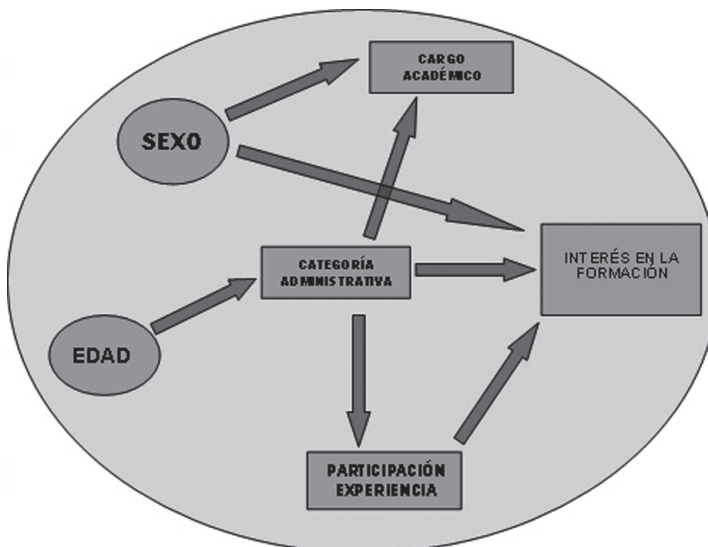 CARGO
ACADÉMICO
SEXO
CATEGORÍA
ADMINISTRATIVA
INTERÉS EN LA
FORMACIÓN
EDAD
PARTICIPACIÓN
EXPERIENCIA